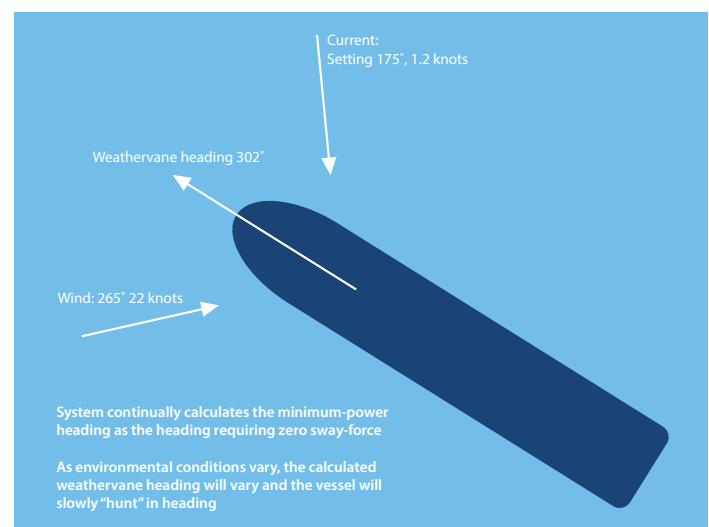 Current:
Setting 175˚, 1.2 knots
Weathervane heading 302˚
Wind: 265˚ 22 knots
System continually calculates the minimum-power
heading as the heading requiring zero sway-force
As environmental conditions vary, the calculated
weathervane heading will vary and the vessel will
slowly “hunt” in heading